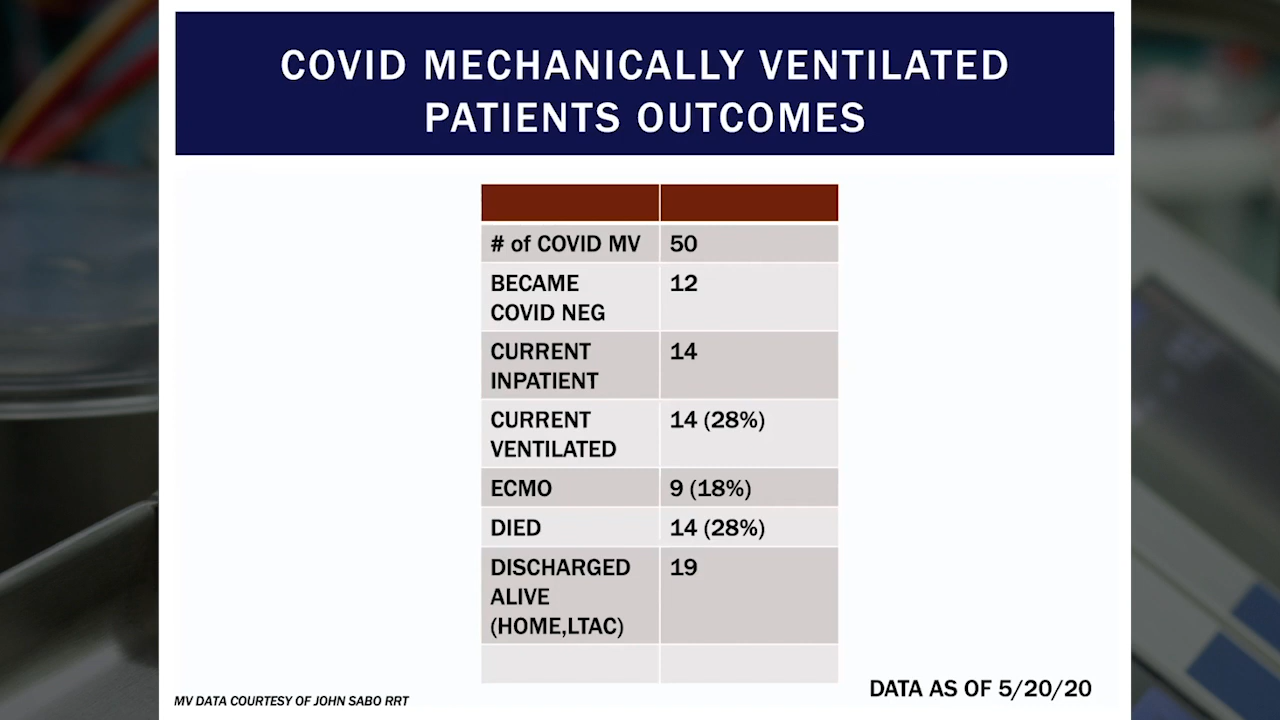 COVID MECHANICALLY VENTILATED
PATIENTS OUTCOMES
# of COVID MV 50
BECAME 12
COVID NEG
CURRENT 14
INPATIENT
CURRENT 14 (28%)
VENTILATED
ECMO 9 (18%)
DIED 14 (28%)
DISCHARGED 19
ALIVE
(HOME,LTAC)
DATA AS OF 5/20/20
MV DATA COURTESY OF JOHN SABO RRT